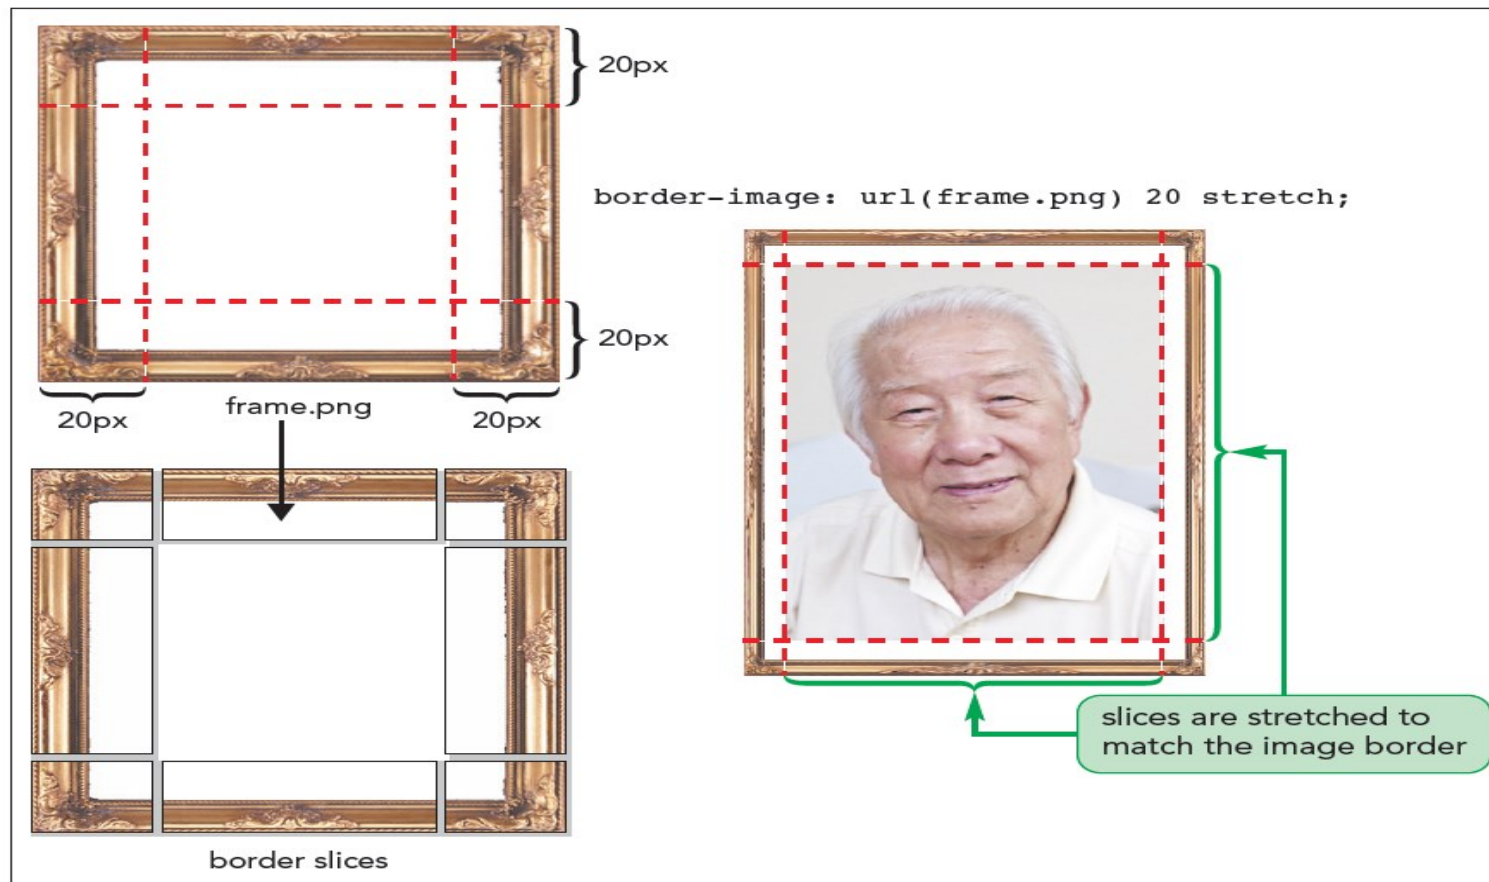 20px
border-image: url(frame.png) 20 stretch;
20px
20px
frame.png
20px
slices are stretched to
match the image border
border slices